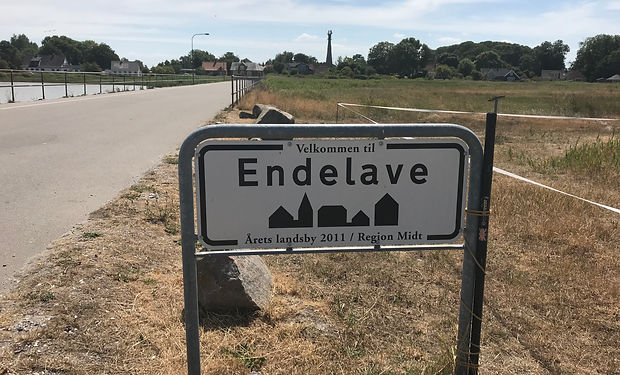 Velkommen til
Endelave
Årets landsby 2011 / Region Midt